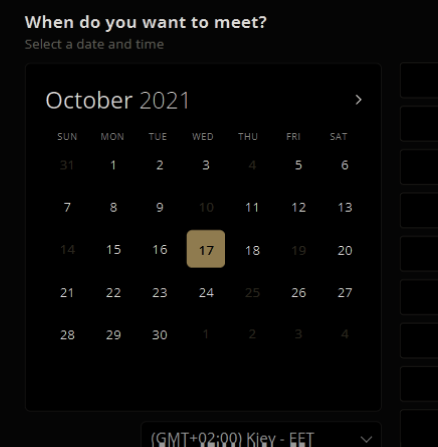 When do you want to meet?
Select a date and time
October 2021
SUN MON TUE WED THU FRI SAT
31 1 2 3 4 5 6
7 8 9 10 11 12 13
14 15 16 17 18 19 20
21 22 23 24 25 26 27
28 29 30 1 2 3 4
(GMT+02:00) Kiev - EET